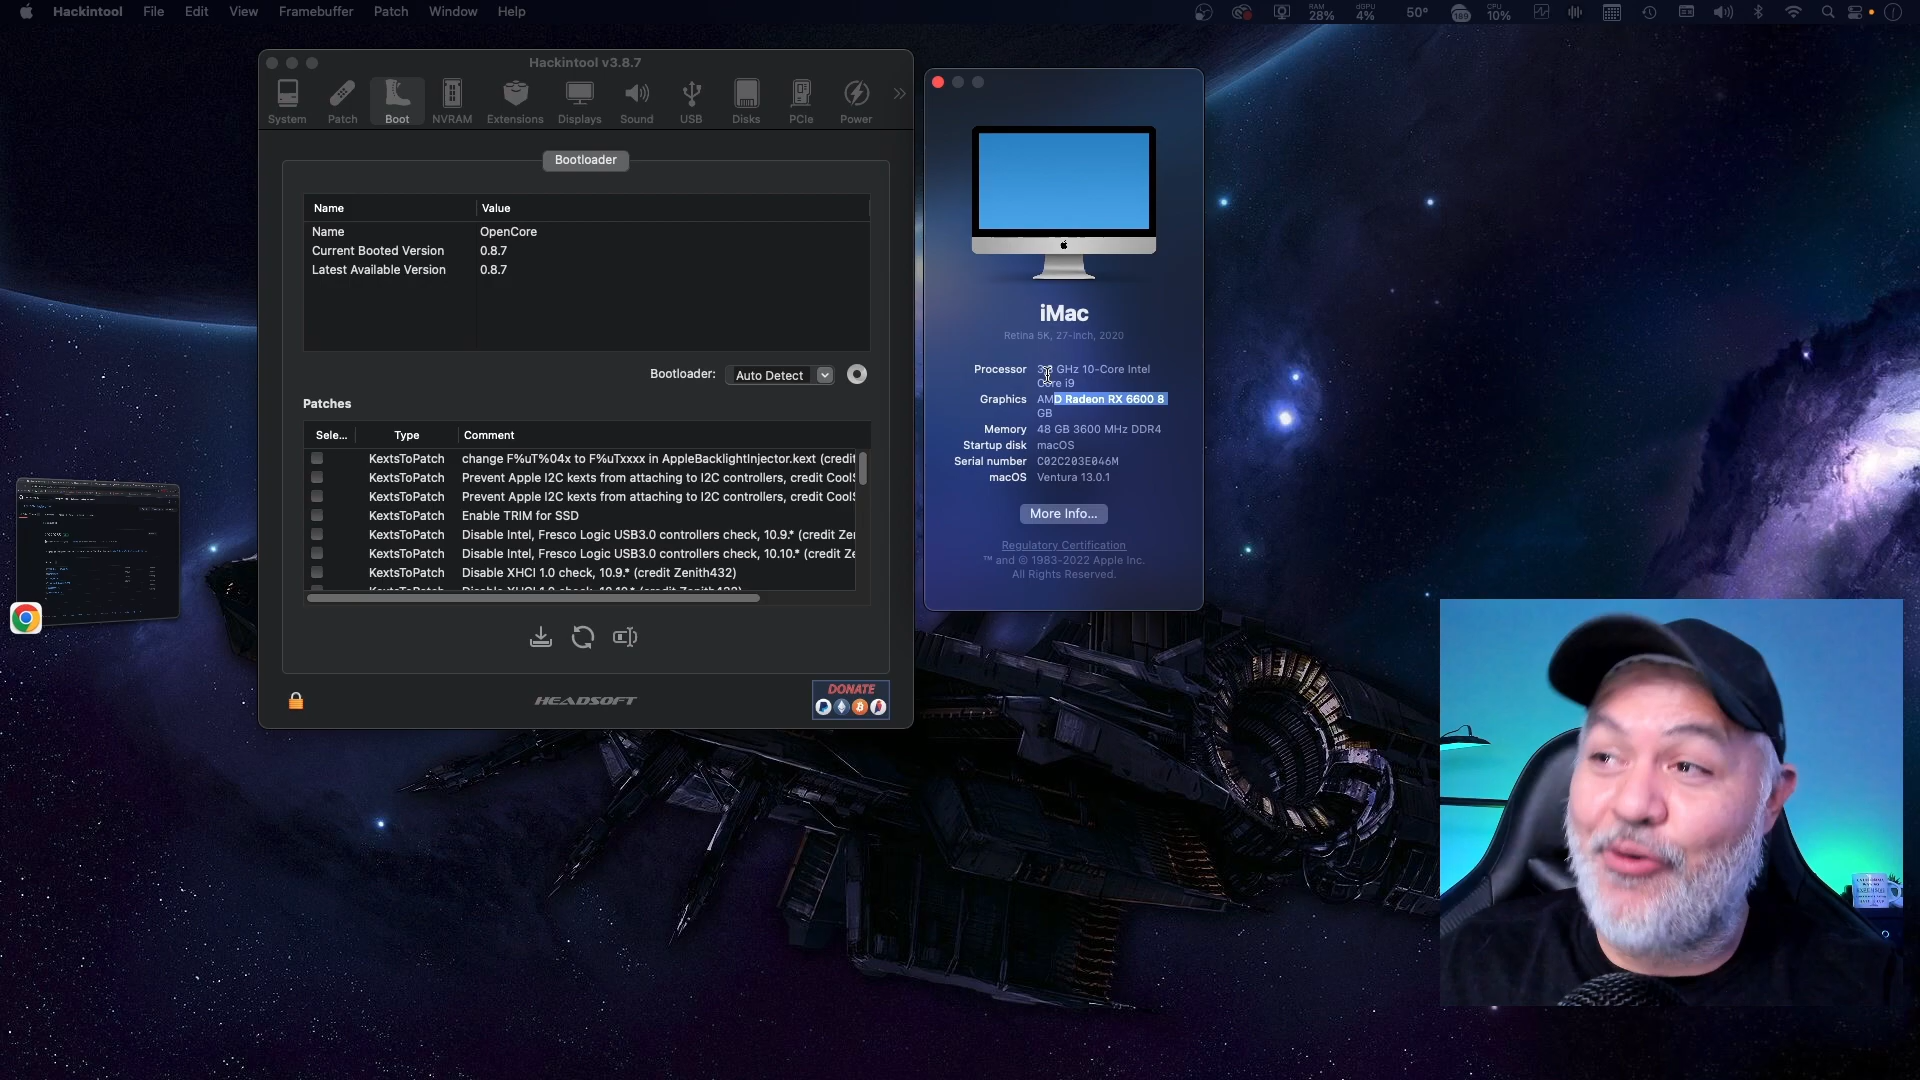 Hackintool File Edit View Framebuffer Patch Window Help
RAM 28% dGPU 4% 50° 189 CPU 10%
Hackintool v3.8.7
System Patch Boot NVRAM Extensions Displays Sound USB Disks PCIe Power
Bootloader
Name Value
Name OpenCore
Current Booted Version 0.8.7
Latest Available Version 0.8.7
Bootloader: Auto Detect
Patches
Sele... Type Comment
KextsToPatch change F%uT%04x to F%uTxxxx in AppleBacklightInjector.kext (credit
KextsToPatch Prevent Apple I2C kexts from attaching to I2C controllers, credit CoolS
KextsToPatch Prevent Apple I2C kexts from attaching to I2C controllers, credit CoolS
KextsToPatch Enable TRIM for SSD
KextsToPatch Disable Intel, Fresco Logic USB3.0 controllers check, 10.9.* (credit Zer
KextsToPatch Disable Intel, Fresco Logic USB3.0 controllers check, 10.10.* (credit Ze
KextsToPatch Disable XHCI 1.0 check, 10.9.* (credit Zenith432)
HEADSOFT
DONATE
iMac
Retina 5K, 27-inch, 2020
Processor GHz 10-Core Intel
Core i9
Graphics AMD Radeon RX 6600 8
GB
Memory 48 GB 3600 MHz DDR4
Startup disk macOS
Serial number C02C203E046M
macOS Ventura 13.0.1
More Info...
Regulatory Certification
™ and © 1983-2022 Apple Inc.
All Rights Reserved.